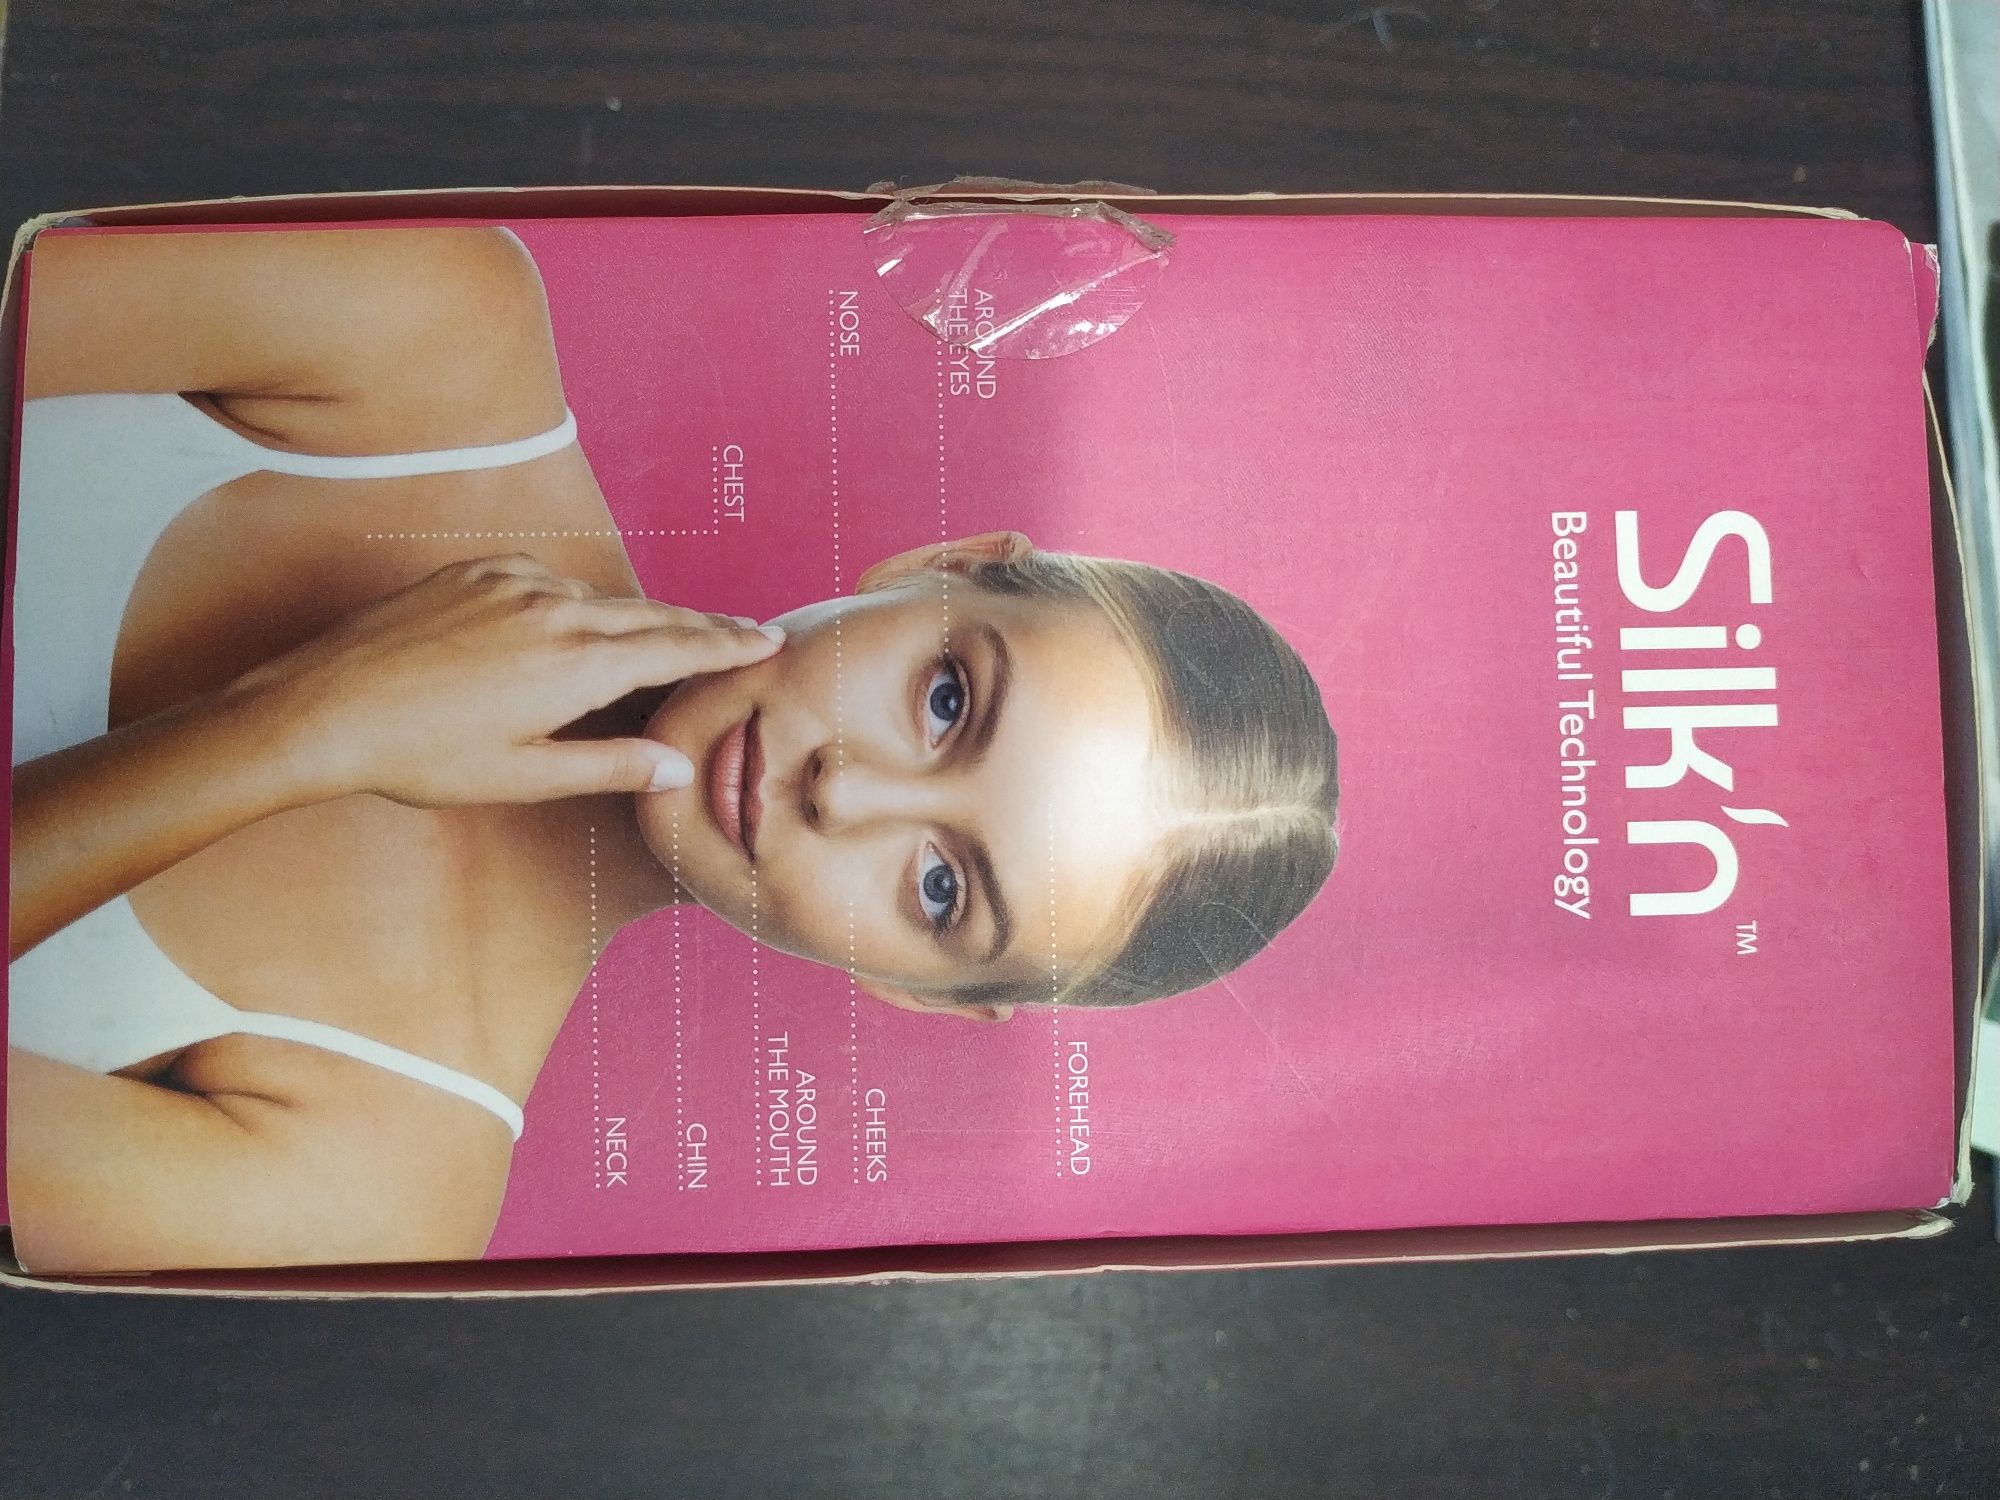 Silk'n™
Beautiful Technology
AROUND
THE EYES
NOSE
CHEST
FOREHEAD
CHEEKS
AROUND
THE MOUTH
CHIN
NECK